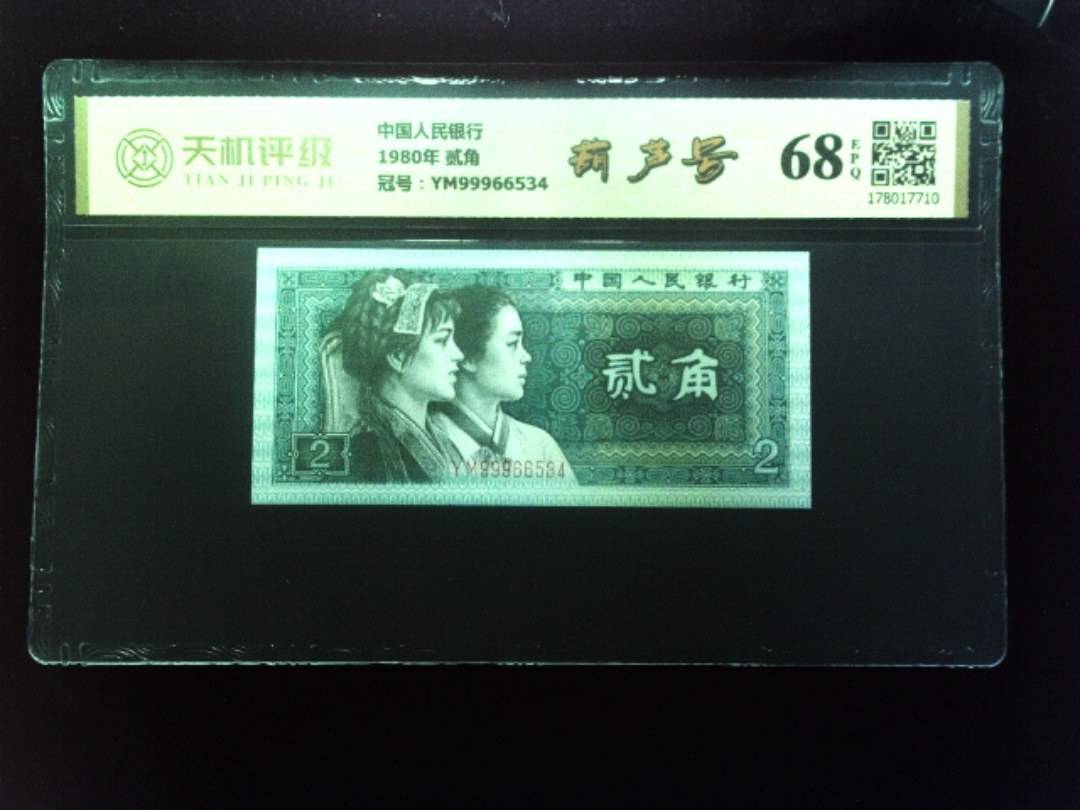 天机评级
TIAN JI PING JI
中国人民银行
1980年 贰角
冠号：YM99966534
葫芦号
68
EPQ
178017710
中国人民银行
贰角
2
YM99966534
2